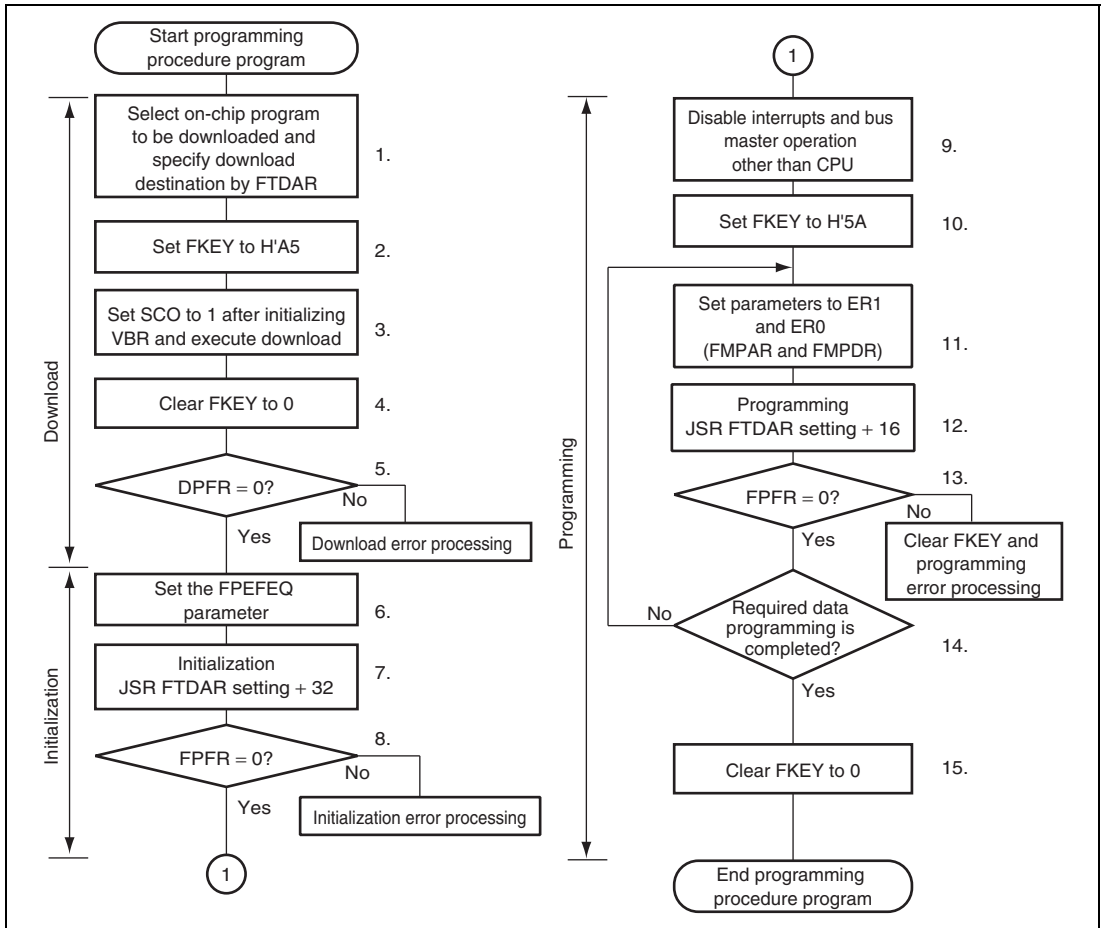 Start programming
procedure program
Download
Select on-chip program
to be downloaded and
specify download
destination by FTDAR
1.
Set FKEY to H'A5
2.
Set SCO to 1 after initializing
VBR and execute download
3.
Clear FKEY to 0
4.
DPFR = 0?
5.
No
Yes
Download error processing
Initialization
Set the FPEFEQ
parameter
6.
Initialization
JSR FTDAR setting + 32
7.
FPFR = 0?
8.
No
Yes
Initialization error processing
1
1
Programming
Disable interrupts and bus
master operation
other than CPU
9.
Set FKEY to H'5A
10.
Set parameters to ER1
and ER0
(FMPAR and FMPDR)
11.
Programming
JSR FTDAR setting + 16
12.
FPFR = 0?
13.
No
Yes
Clear FKEY and
programming
error processing
Required data
programming is
completed?
14.
No
Yes
Clear FKEY to 0
15.
End programming
procedure program